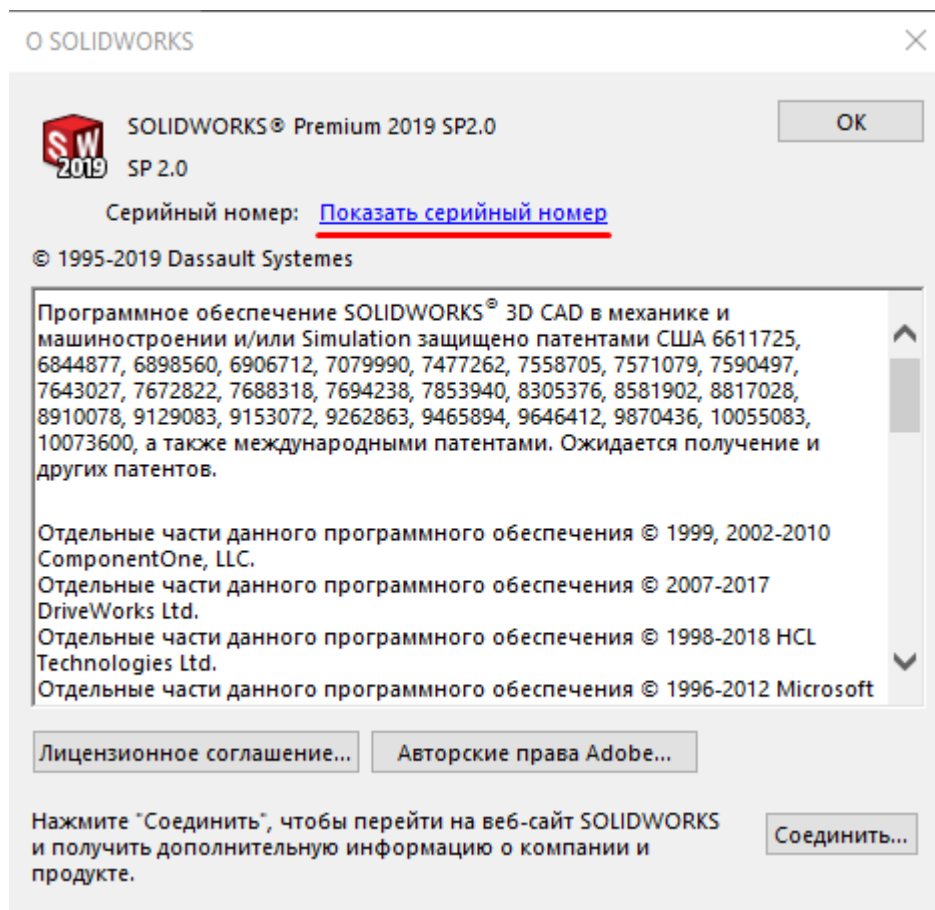 О SOLIDWORKS
SW
2019
SOLIDWORKS® Premium 2019 SP2.0
OK
SP 2.0
Серийный номер: Показать серийный номер
© 1995-2019 Dassault Systemes
Программное обеспечение SOLIDWORKS® 3D CAD в механике и
машиностроении и/или Simulation защищено патентами США 6611725,
6844877, 6898560, 6906712, 7079990, 7477262, 7558705, 7571079, 7590497,
7643027, 7672822, 7688318, 7694238, 7853940, 8305376, 8581902, 8817028,
8910078, 9129083, 9153072, 9262863, 9465894, 9646412, 9870436, 10055083,
10073600, а также международными патентами. Ожидается получение и
других патентов.
Отдельные части данного программного обеспечения © 1999, 2002-2010
ComponentOne, LLC.
Отдельные части данного программного обеспечения © 2007-2017
DriveWorks Ltd.
Отдельные части данного программного обеспечения © 1998-2018 HCL
Technologies Ltd.
Отдельные части данного программного обеспечения © 1996-2012 Microsoft
Лицензионное соглашение...
Авторские права Adobe...
Нажмите "Соединить", чтобы перейти на веб-сайт SOLIDWORKS
и получить дополнительную информацию о компании и
продукте.
Соединить...